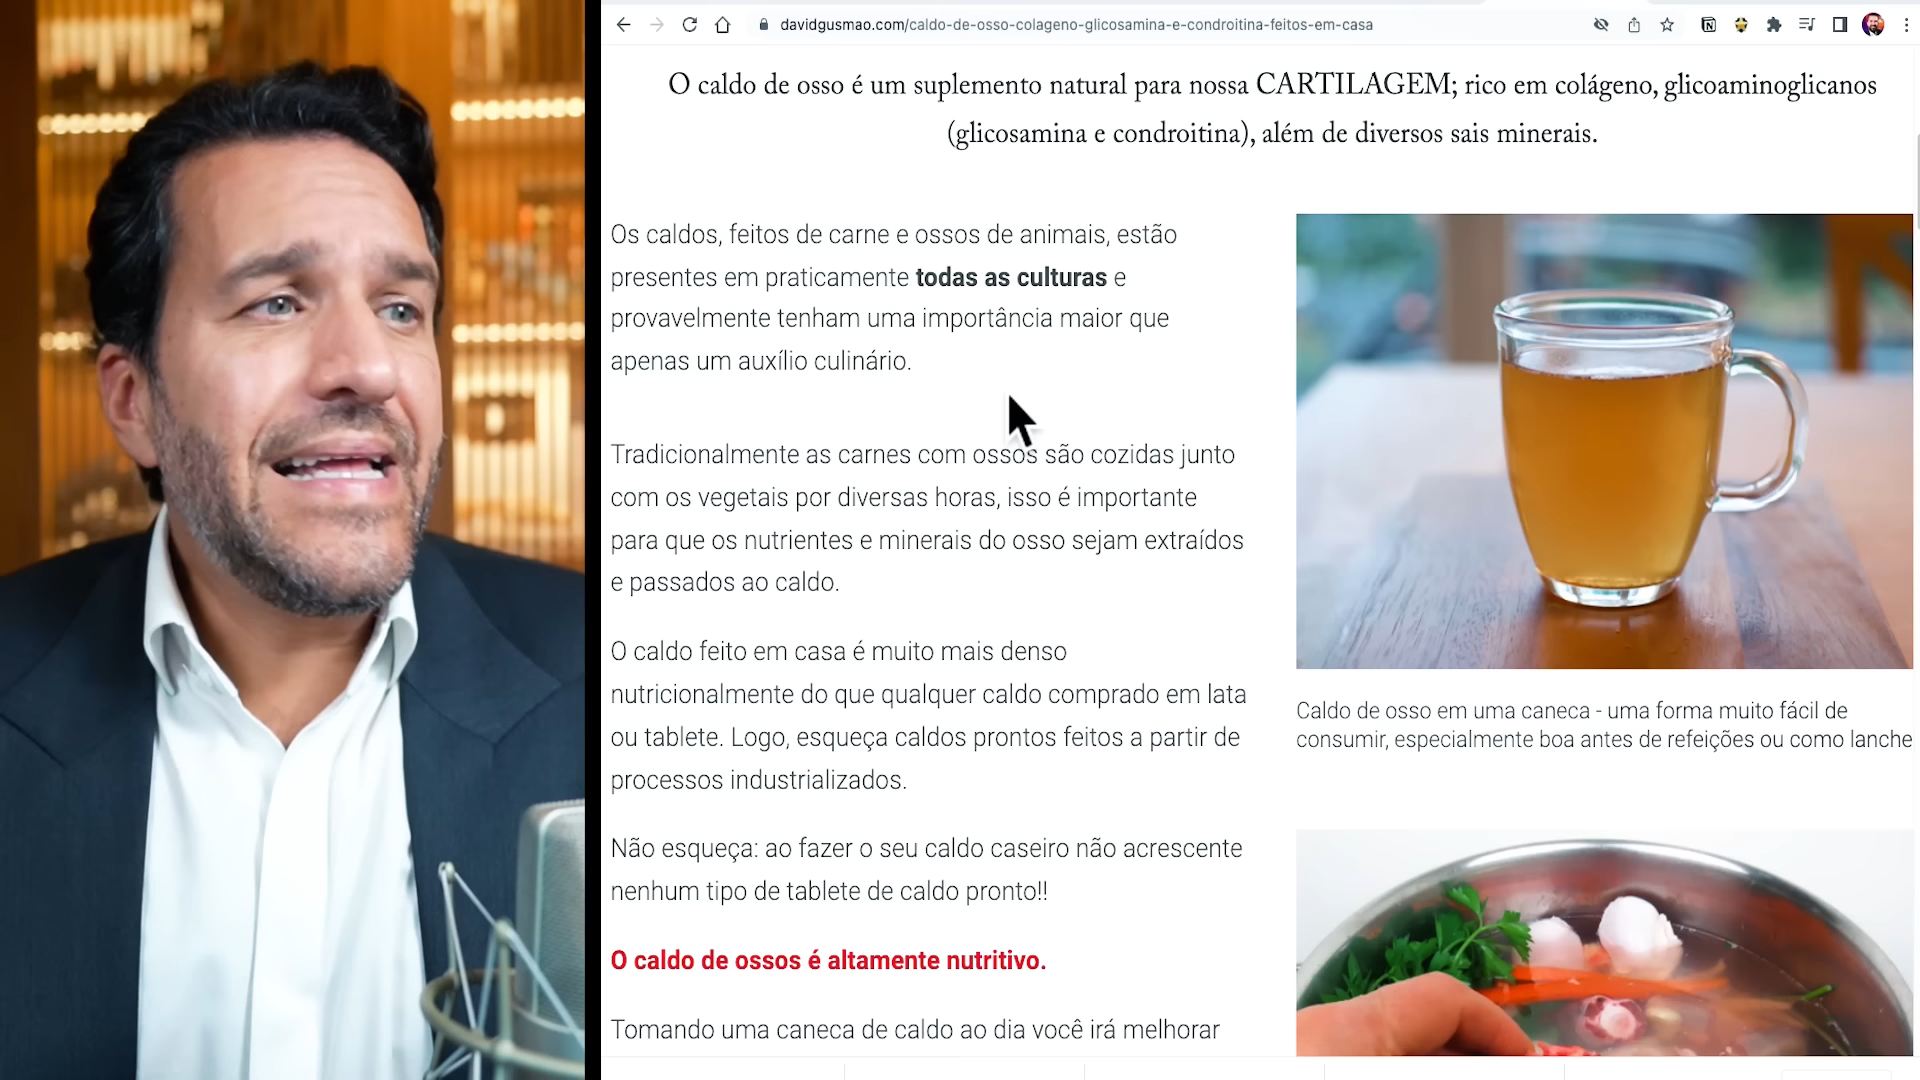 davidgusmao.com/caldo-de-osso-colageno-glicosamina-e-condroitina-feitos-em-casa
O caldo de osso é um suplemento natural para nossa CARTILAGEM; rico em colágeno, glicoaminoglicanos
(glicosamina e condroitina), além de diversos sais minerais.
Os caldos, feitos de carne e ossos de animais, estão
presentes em praticamente todas as culturas e
provavelmente tenham uma importância maior que
apenas um auxílio culinário.
Tradicionalmente as carnes com ossos são cozidas junto
com os vegetais por diversas horas, isso é importante
para que os nutrientes e minerais do osso sejam extraídos
e passados ao caldo.
O caldo feito em casa é muito mais denso
nutricionalmente do que qualquer caldo comprado em lata
ou tablete. Logo, esqueça caldos prontos feitos a partir de
processos industrializados.
Não esqueça: ao fazer o seu caldo caseiro não acrescente
nenhum tipo de tablete de caldo pronto!!
O caldo de ossos é altamente nutritivo.
Tomando uma caneca de caldo ao dia você irá melhorar
Caldo de osso em uma caneca - uma forma muito fácil de
consumir, especialmente boa antes de refeições ou como lanche